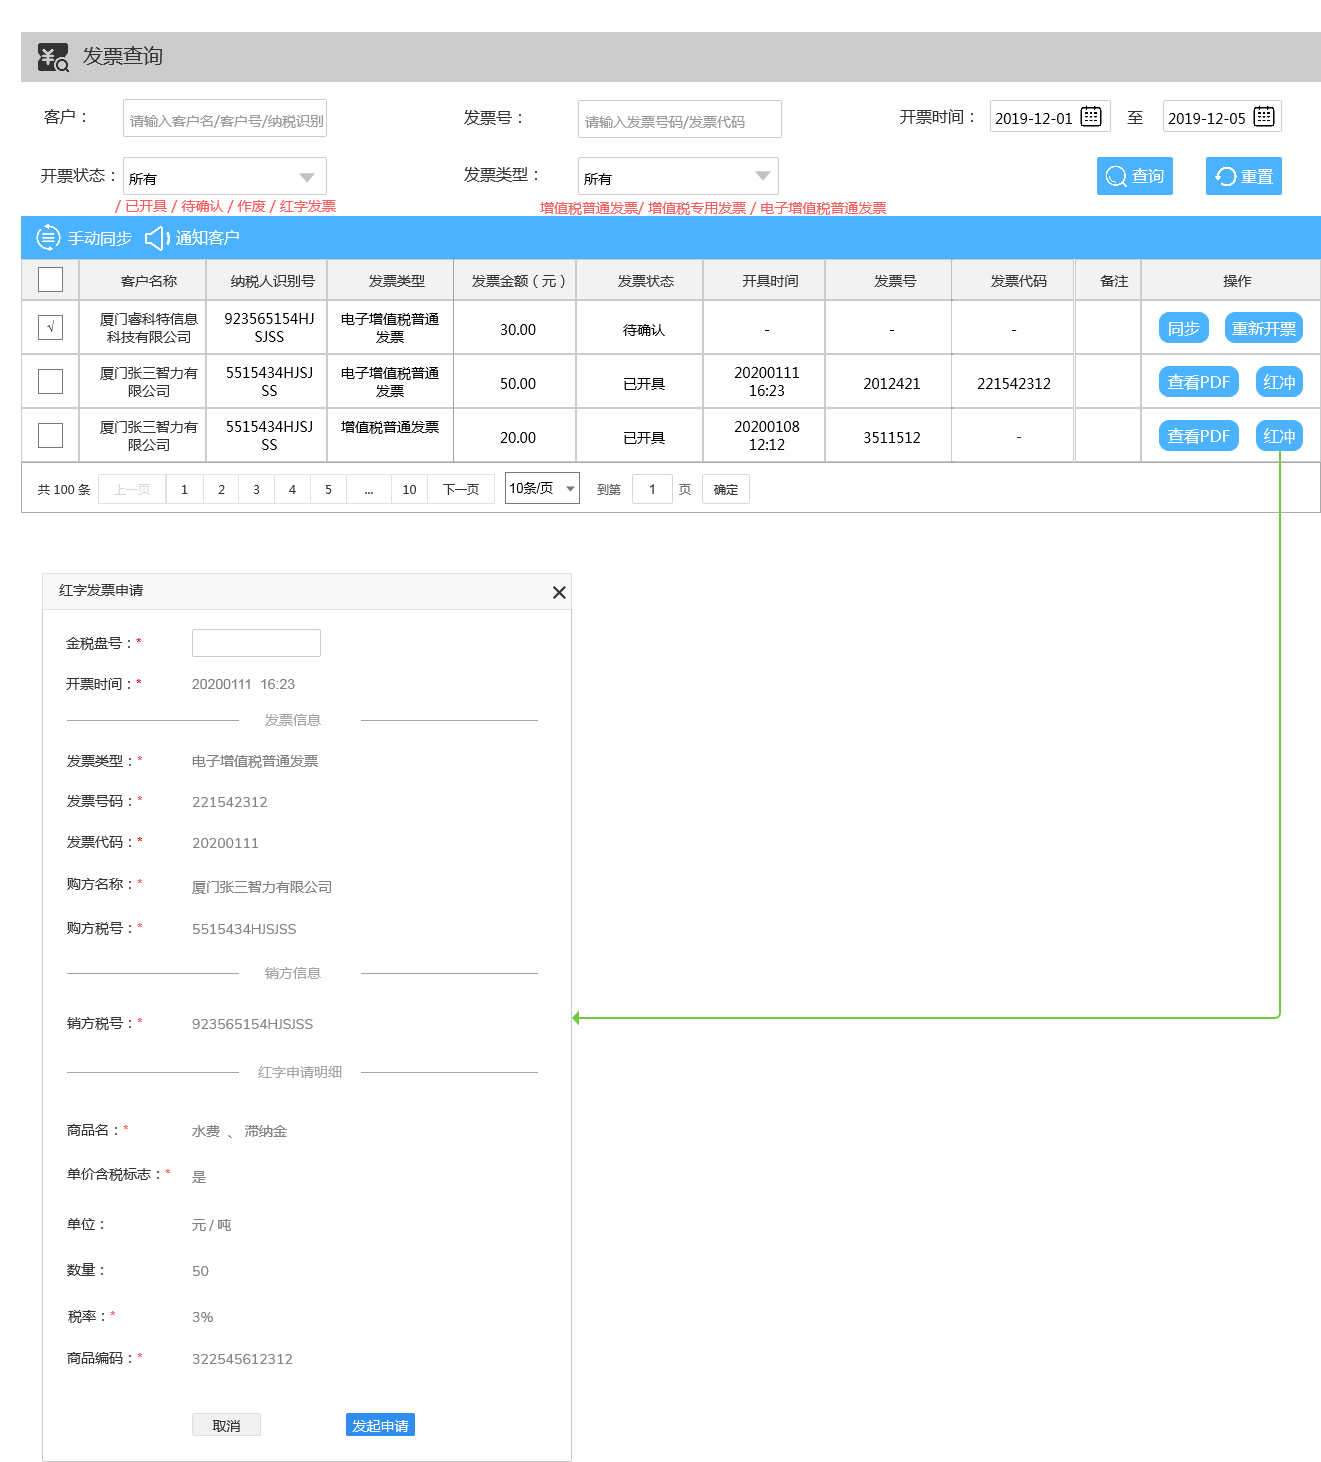 发票查询
客户：
请输入客户名/客户号/纳税识别
发票号：
请输入发票号码/发票代码
开票时间：
2019-12-01
至
2019-12-05
开票状态：
所有
发票类型：
所有
查询
重置
/ 已开具 / 待确认 / 作废 / 红字发票
增值税普通发票/ 增值税专用发票 / 电子增值税普通发票
手动同步
通知客户
客户名称 纳税人识别号 发票类型 发票金额（元） 发票状态 开具时间 发票号 发票代码 备注 操作
√ 厦门睿科特信息 923565154HJ 电子增值税普通
科技有限公司 SJSS 发票 30.00 待确认 - - - 同步 重新开票
厦门张三智力有 5515434HJSJ 电子增值税普通 20200111
限公司 SS 发票 50.00 已开具 16:23 2012421 221542312 查看PDF 红冲
厦门张三智力有 5515434HJSJ 增值税普通发票 20200108
限公司 SS 20.00 已开具 12:12 3511512 - 查看PDF 红冲
共 100 条 上一页 1 2 3 4 5 ... 10 下一页 10条/页 到第 1 页 确定
红字发票申请
金税盘号：*
开票时间：* 20200111 16:23
发票信息
发票类型：* 电子增值税普通发票
发票号码：* 221542312
发票代码：* 20200111
购方名称：* 厦门张三智力有限公司
购方税号：* 5515434HJSJSS
销方信息
销方税号：* 923565154HJSJSS
红字申请明细
商品名：* 水费 、 滞纳金
单价含税标志：* 是
单位： 元 / 吨
数量： 50
税率：* 3%
商品编码：* 322545612312
取消 发起申请